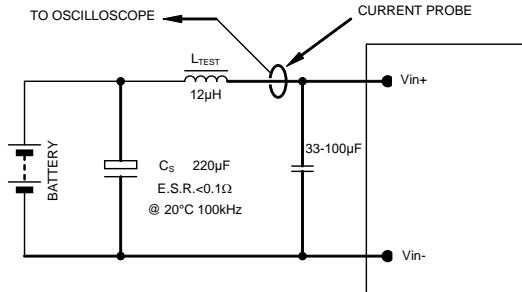 TO OSCILLOSCOPE
CURRENT PROBE
LTEST
12µH
Vin+
33-100µF
BATTERY
CS 220µF
E.S.R.<0.1Ω
@ 20°C 100kHz
Vin-